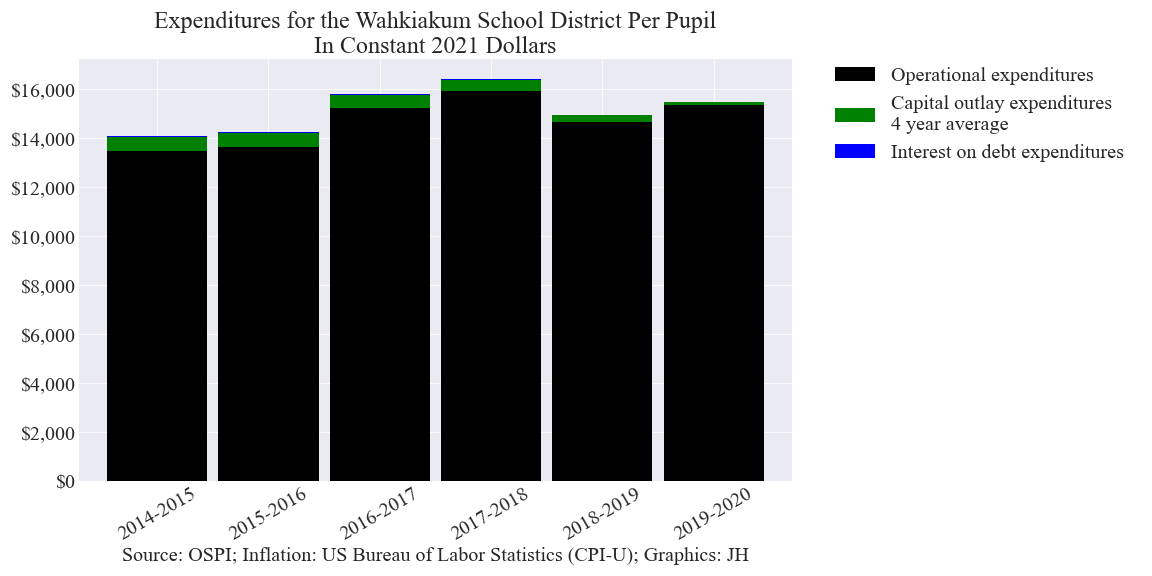 Expenditures for the Wahkiakum School District Per Pupil
In Constant 2021 Dollars
$16,000
$14,000
$12,000
$10,000
$8,000
$6,000
$4,000
$2,000
$0
2014-2015
2015-2016
2016-2017
2017-2018
2018-2019
2019-2020
Source: OSPI; Inflation: US Bureau of Labor Statistics (CPI-U); Graphics: JH
Operational expenditures
Capital outlay expenditures
4 year average
Interest on debt expenditures